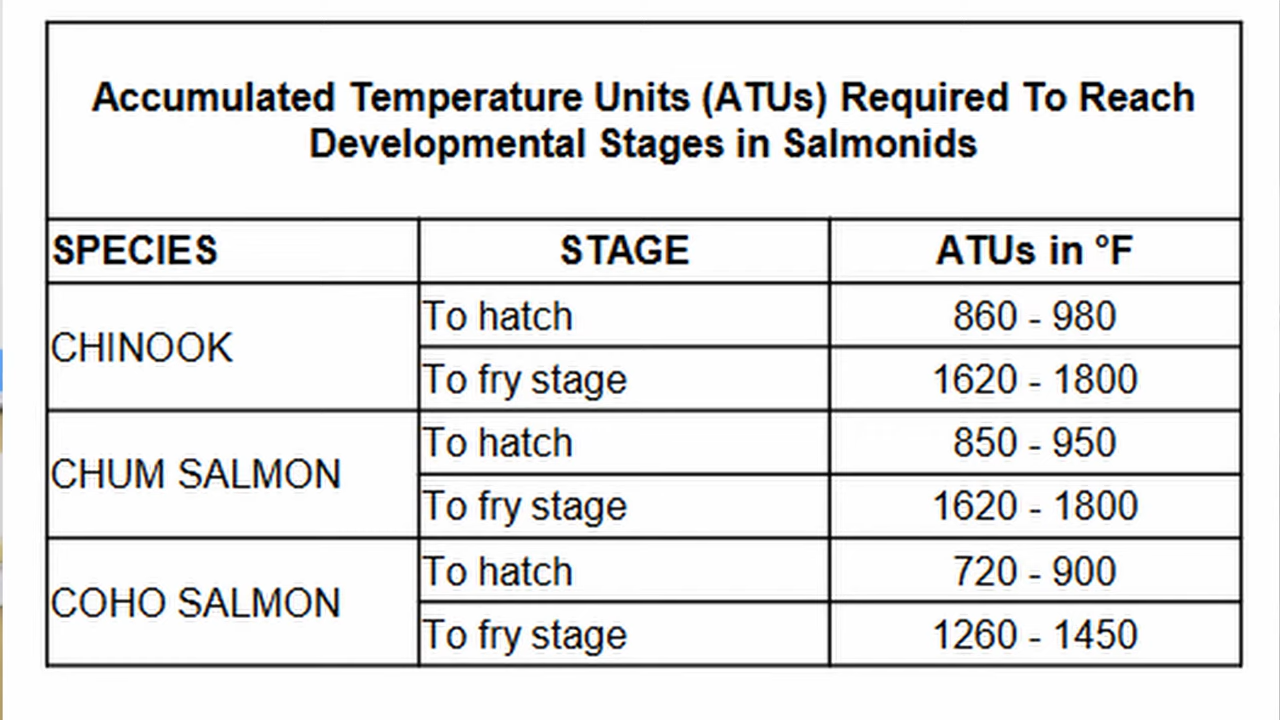 Accumulated Temperature Units (ATUs) Required To Reach
Developmental Stages in Salmonids
SPECIES STAGE ATUs in °F
CHINOOK
To hatch 860 - 980
To fry stage 1620 - 1800
CHUM SALMON
To hatch 850 - 950
To fry stage 1620 - 1800
COHO SALMON
To hatch 720 - 900
To fry stage 1260 - 1450